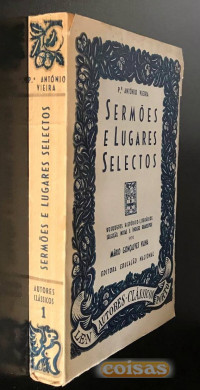 Pᵉ. ANTÓNIO
VIEIRA
SERMÕES E LUGARES SELECTOS
AUTORES
CLÁSSICOS
1
Pᵉ. ANTÓNIO VIEIRA
SERMÕES
E LUGARES
SELECTOS
MÁRIO GONÇALVES VIANA
EDITORA EDUCAÇÃO NACIONAL
AUTORES CLÁSSICOS
coisas